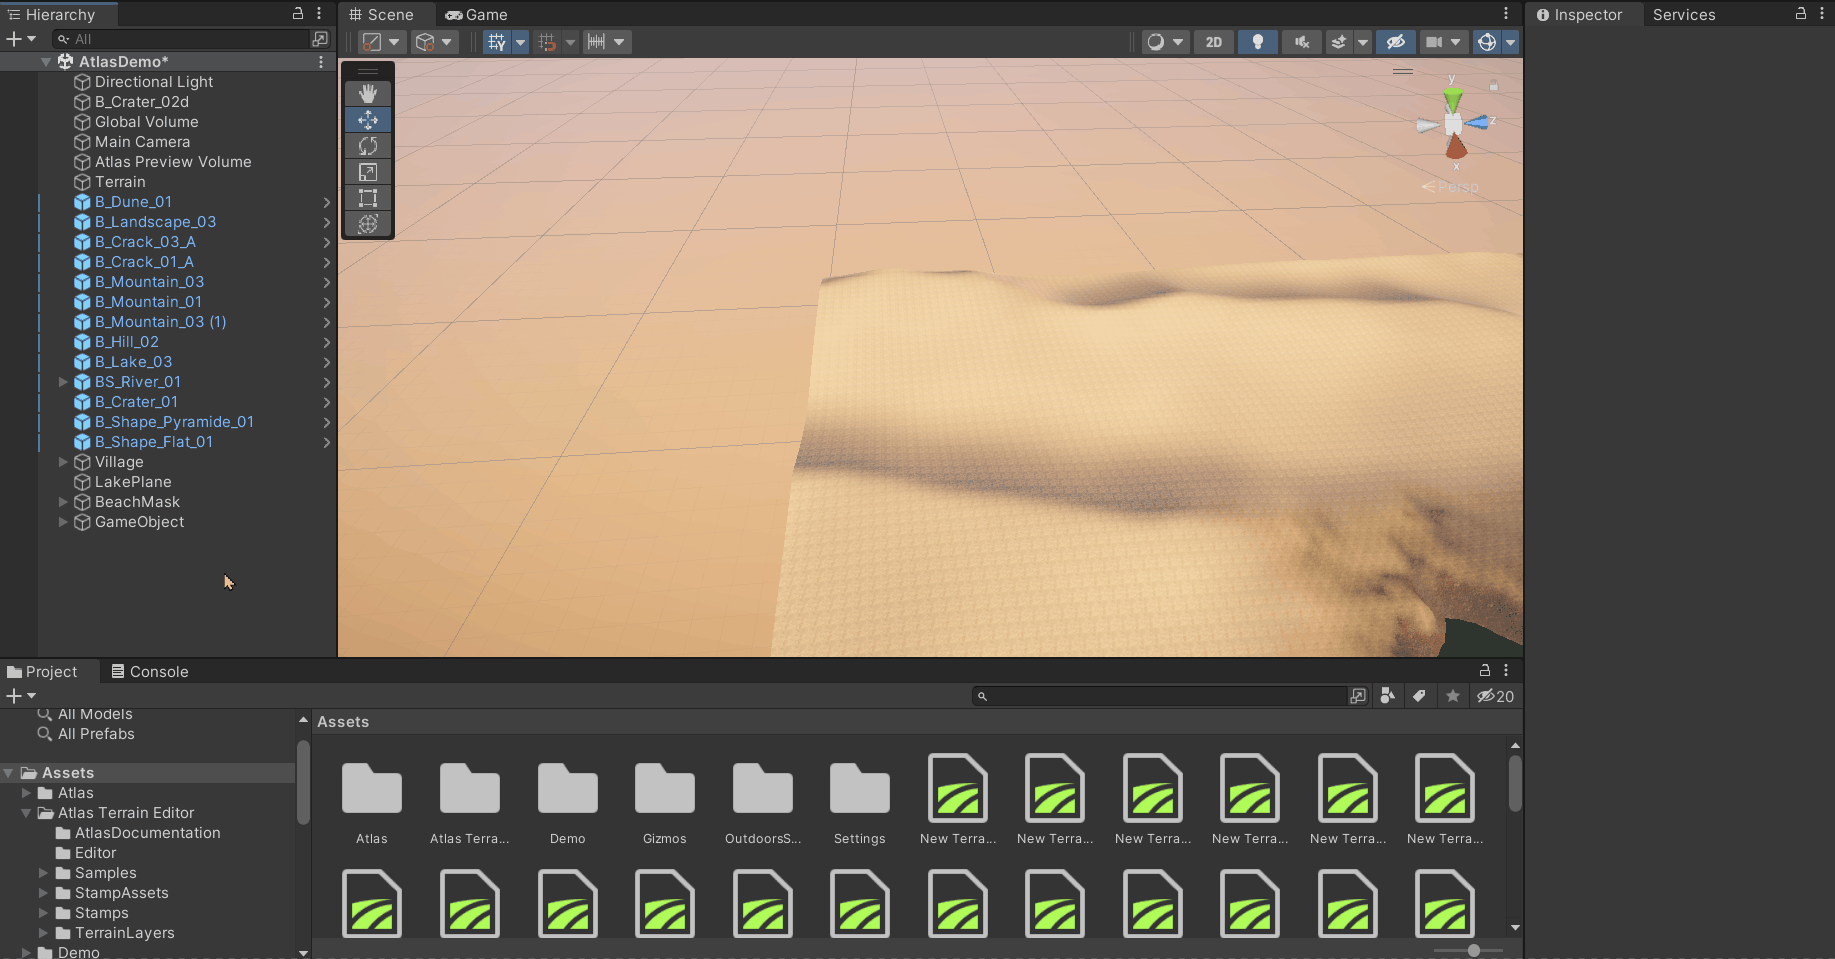 Hierarchy
All
AtlasDemo*
Directional Light
B_Crater_02d
Global Volume
Main Camera
Atlas Preview Volume
Terrain
B_Dune_01
B_Landscape_03
B_Crack_03_A
B_Crack_01_A
B_Mountain_03
B_Mountain_01
B_Mountain_03 (1)
B_Hill_02
B_Lake_03
BS_River_01
B_Crater_01
B_Shape_Pyramide_01
B_Shape_Flat_01
Village
LakePlane
BeachMask
GameObject
Scene Game
2D
y
z
x
Persp
Inspector Services
Project Console
20
All Models
All Prefabs
Assets
Atlas
Atlas Terrain Editor
AtlasDocumentation
Editor
Samples
StampAssets
Stamps
TerrainLayers
Demo
Assets
Atlas Atlas Terra... Demo Gizmos OutdoorsS... Settings New Terra... New Terra... New Terra... New Terra... New Terra... New Terra...